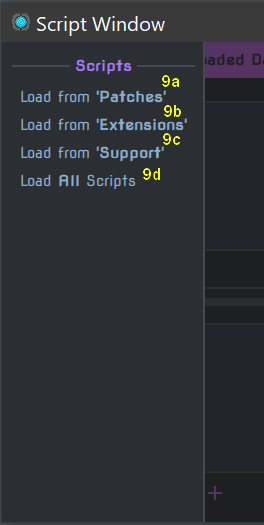 Script Window
Scripts
oaded Da
9a
Load from 'Patches'
9b
Load from 'Extensions'
9c
Load from 'Support'
Load All Scripts 9d
+